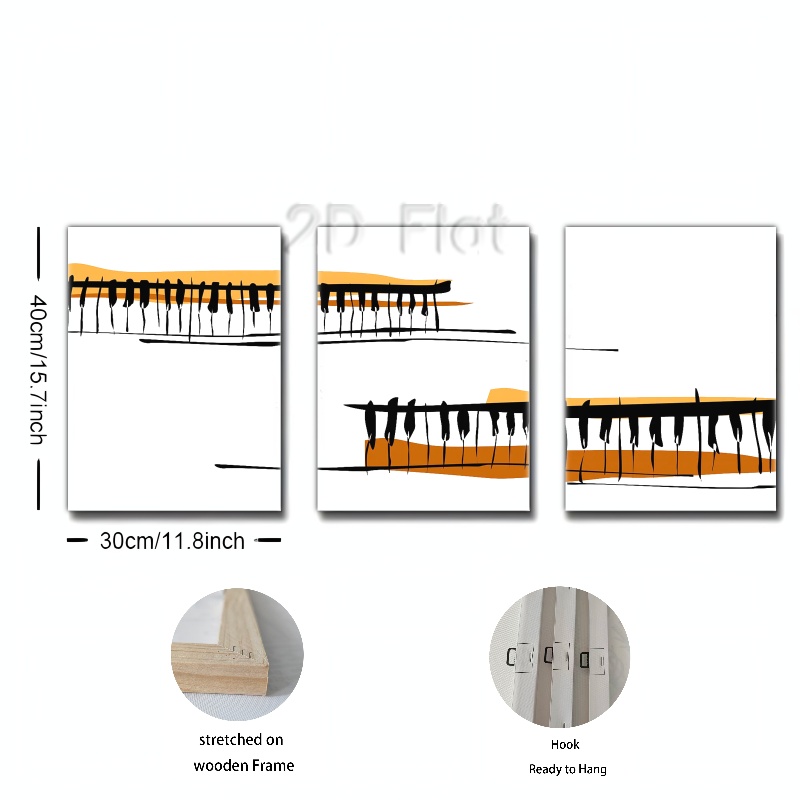 2D Flat
40cm/15.7inch
30cm/11.8inch
stretched on
wooden Frame
Hook
Ready to Hang